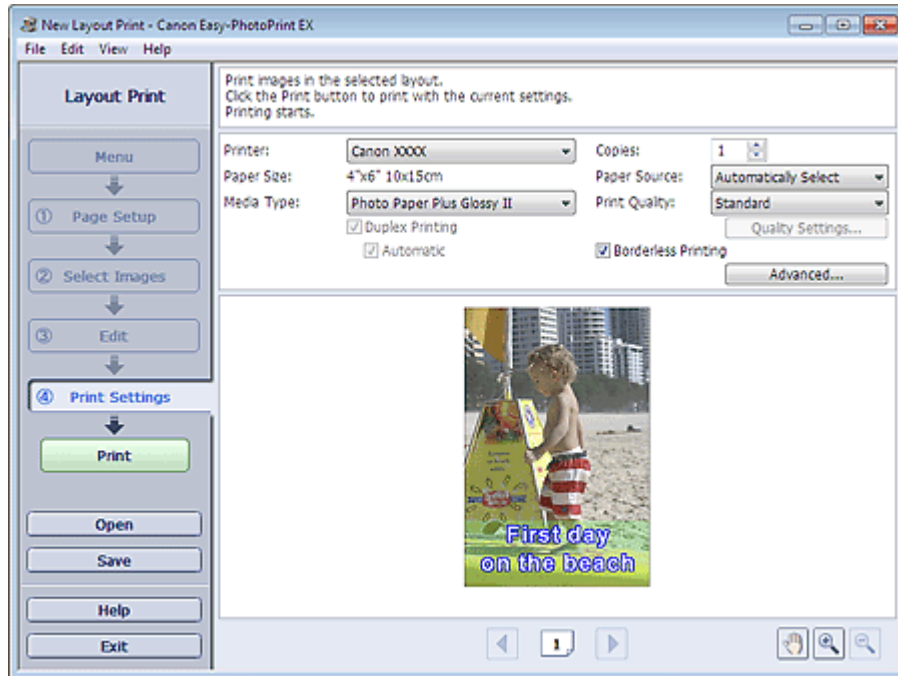 New Layout Print - Canon Easy-PhotoPrint EX
File Edit View Help
Layout Print
Menu
① Page Setup
② Select Images
③ Edit
④ Print Settings
Print
Open
Save
Help
Exit
Print images in the selected layout.
Click the Print button to print with the current settings.
Printing starts.
Printer: Canon XXXX Copies: 1
Paper Size: 4"x6" 10x15cm Paper Source: Automatically Select
Media Type: Photo Paper Plus Glossy II Print Quality: Standard
Duplex Printing Quality Settings...
Automatic Borderless Printing
Advanced...
First day
on the beach
1